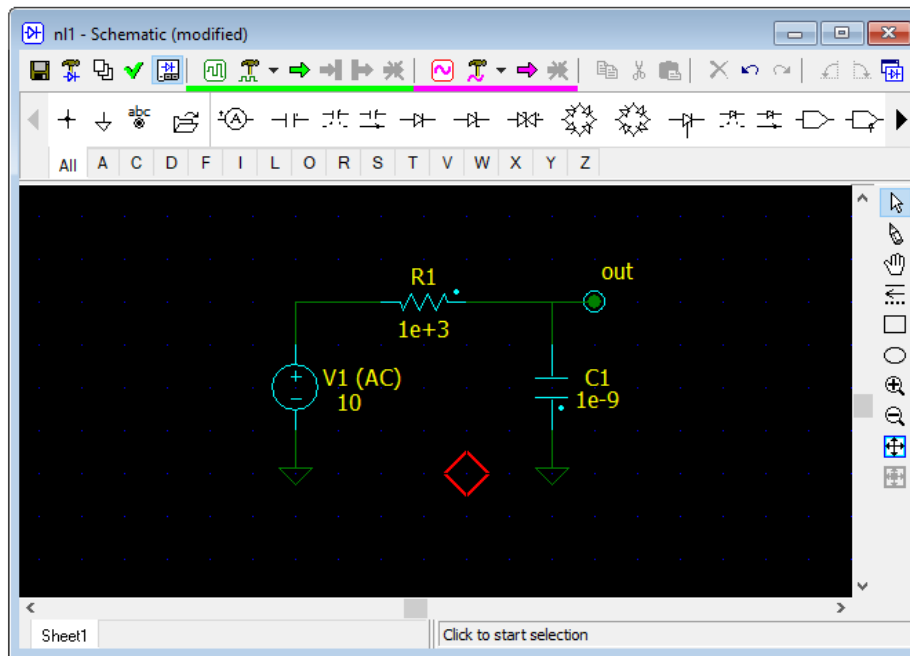 nl1 - Schematic (modified)
abc
A
All A C D F I L O R S T V W X Y Z
R1
out
1e+3
V1 (AC)
10
C1
1e-9
Sheet1
Click to start selection